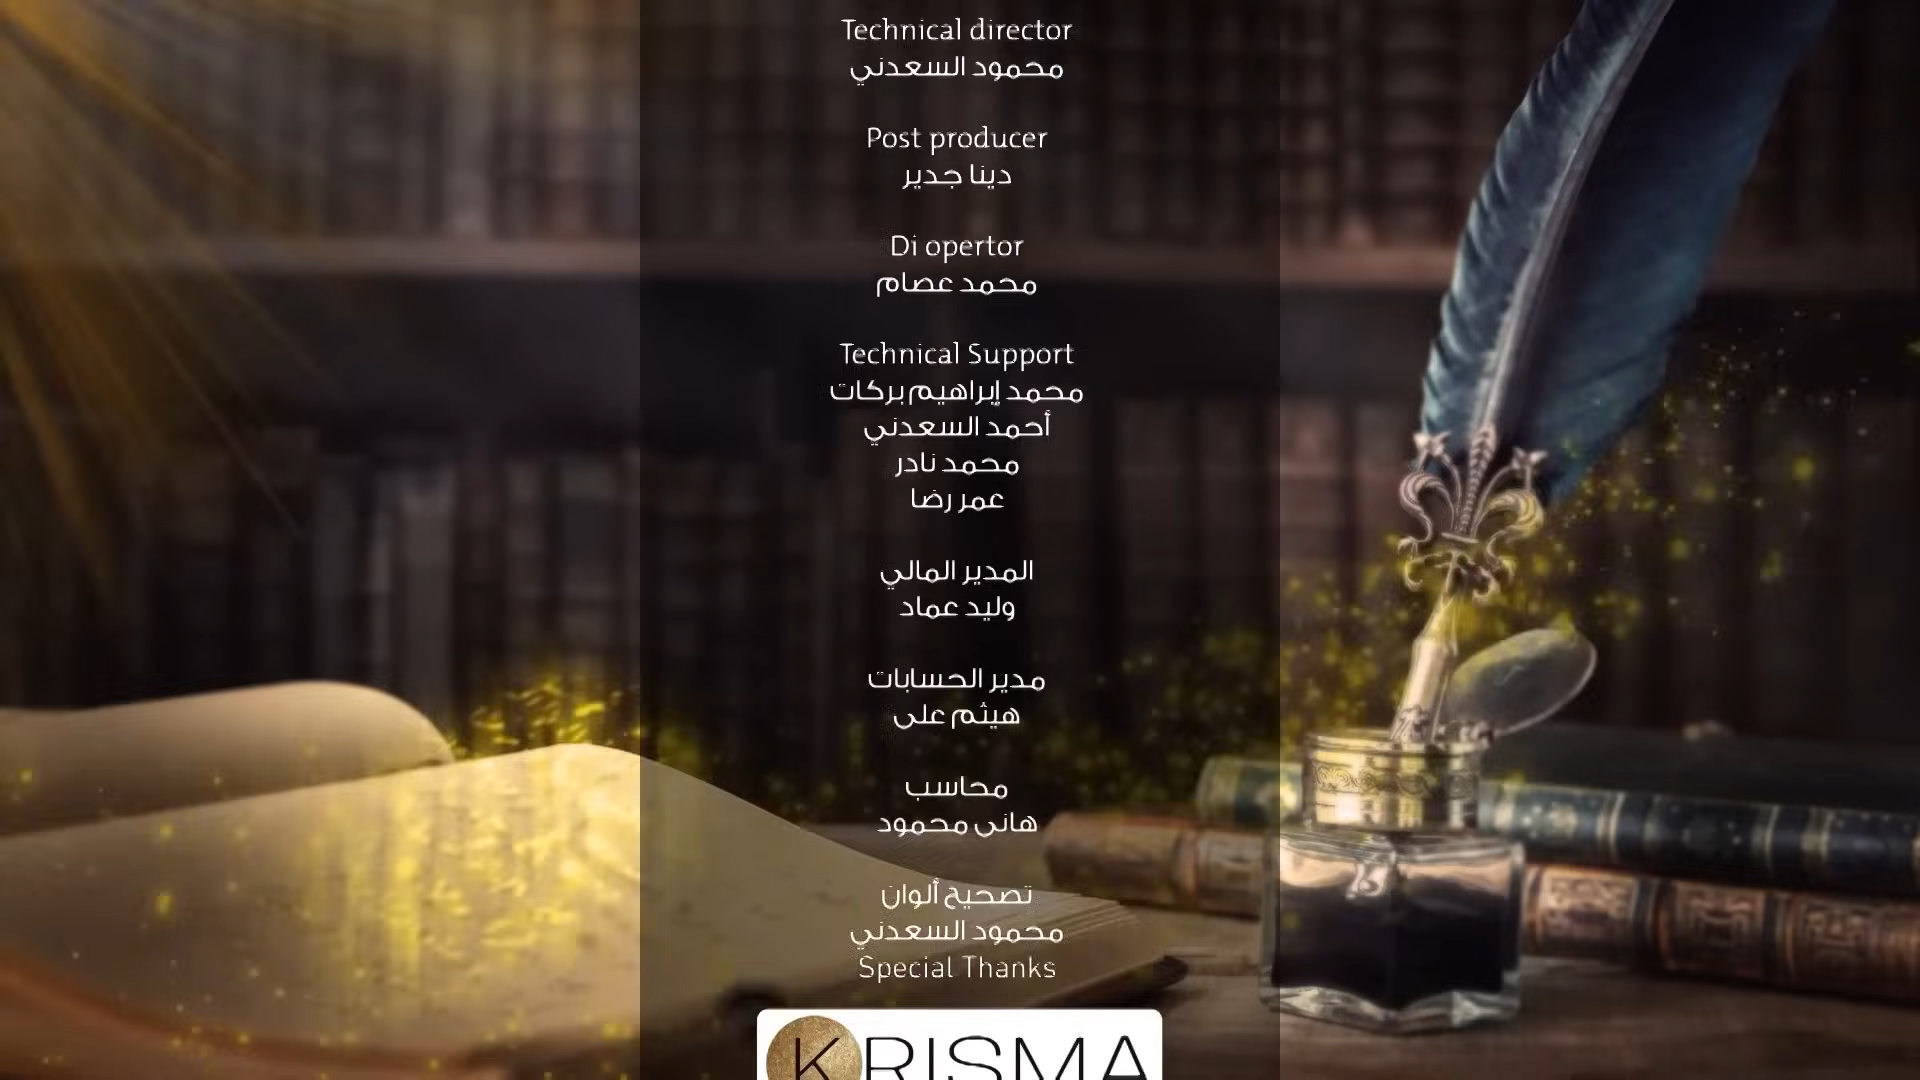 Technical director
محمود السعدني
Post producer
دينا جدير
Di opertor
محمد عصام
Technical Support
محمد إبراهيم بركات
أحمد السعدني
محمد نادر
عمر رضا
المدير المالي
وليد عماد
مدير الحسابات
هيثم على
محاسب
هانى محمود
تصحيح ألوان
محمود السعدني
Special Thanks
KRISMA